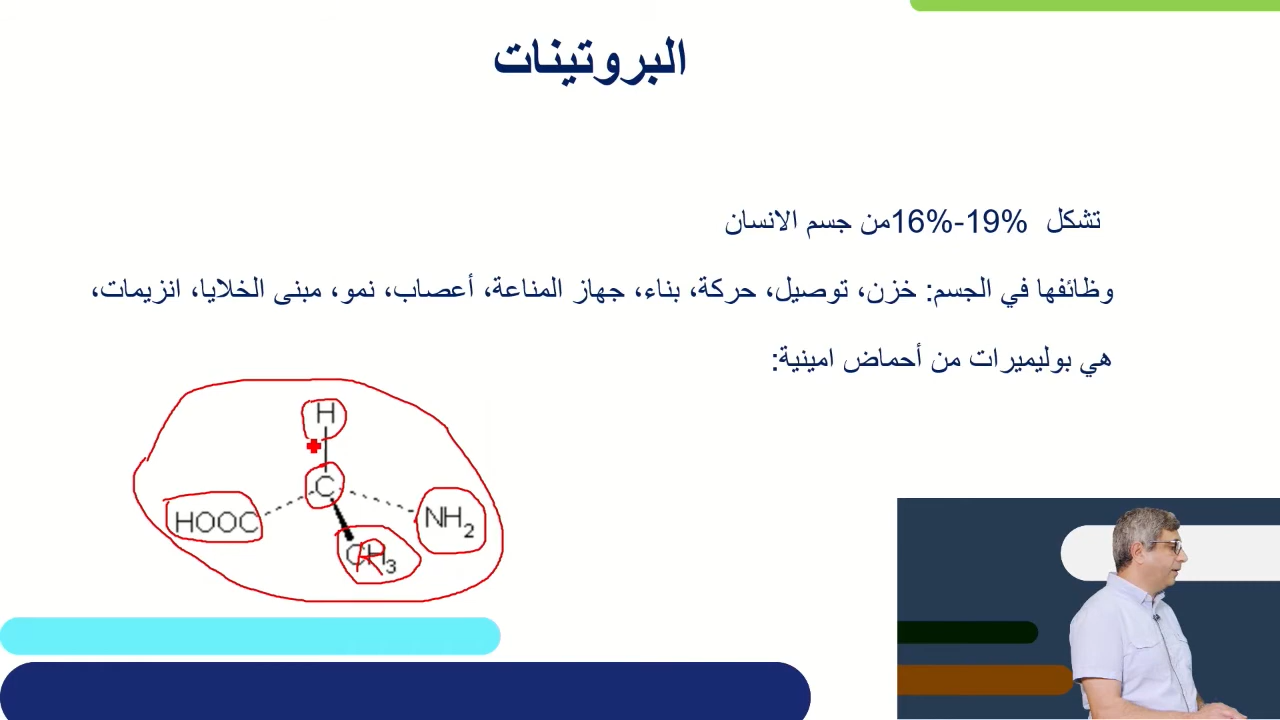 البروتينات
تشكل 16%-19%من جسم الانسان
وظائفها في الجسم: خزن، توصيل، حركة، بناء، جهاز المناعة، أعصاب، نمو، مبنى الخلايا، انزيمات،
هي بوليميرات من أحماض امينية:
H
C
HOOC
NH₂
CH₃
R